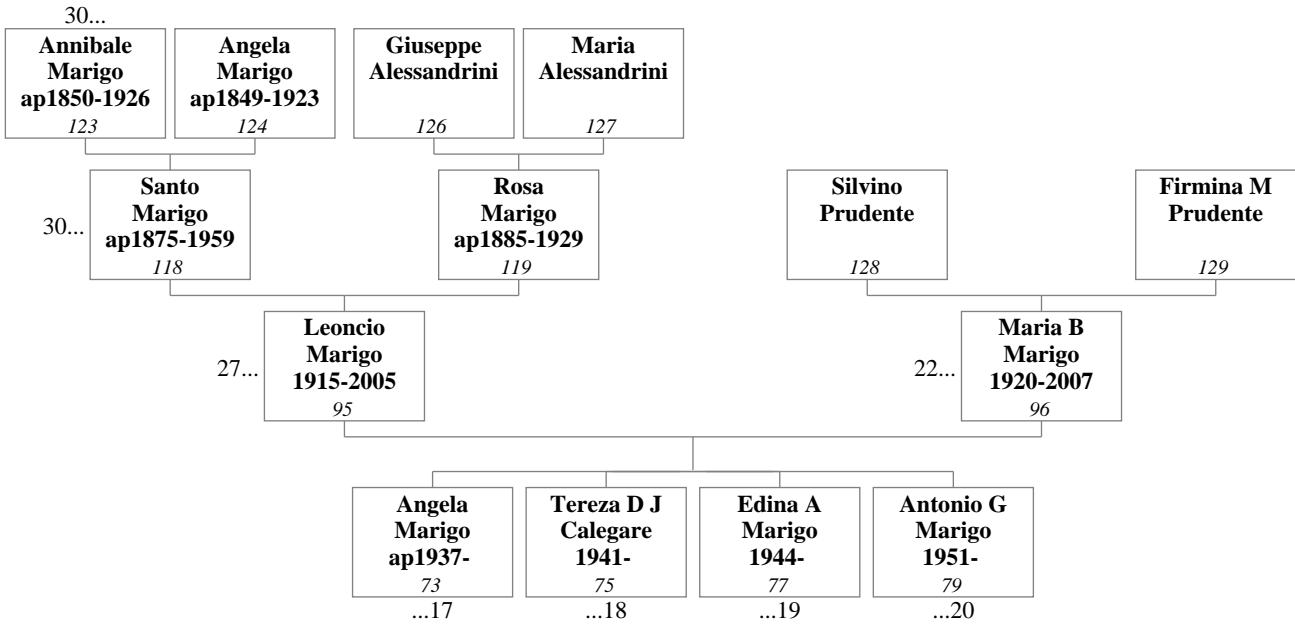 30...
Annibale
Marigo
ap1850-1926
123
Angela
Marigo
ap1849-1923
124
Giuseppe
Alessandrini
126
Maria
Alessandrini
127
30...
Santo
Marigo
ap1875-1959
118
Rosa
Marigo
ap1885-1929
119
Silvino
Prudente
128
Firmina M
Prudente
129
27...
Leoncio
Marigo
1915-2005
95
22...
Maria B
Marigo
1920-2007
96
Angela
Marigo
ap1937-
73
...17
Tereza D J
Calegare
1941-
75
...18
Edina A
Marigo
1944-
77
...19
Antonio G
Marigo
1951-
79
...20